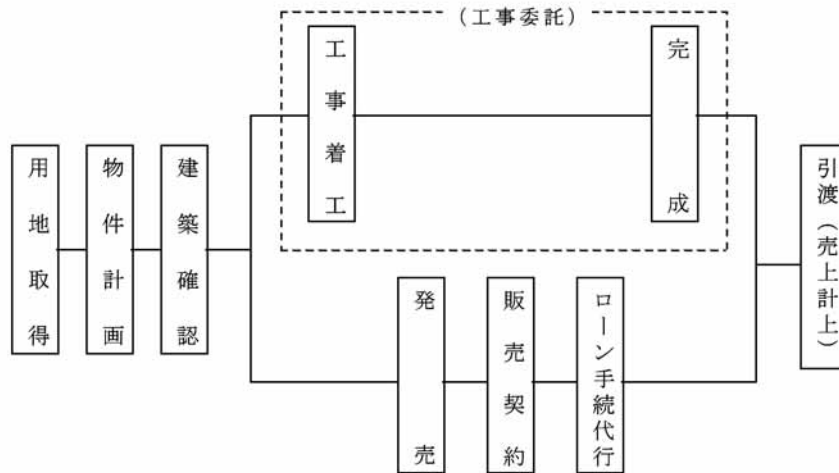 用地取得
物件計画
建築確認
(工事委託)
工事着工
完成
発売
販売契約
ローン手続代行
引渡(売上計上)